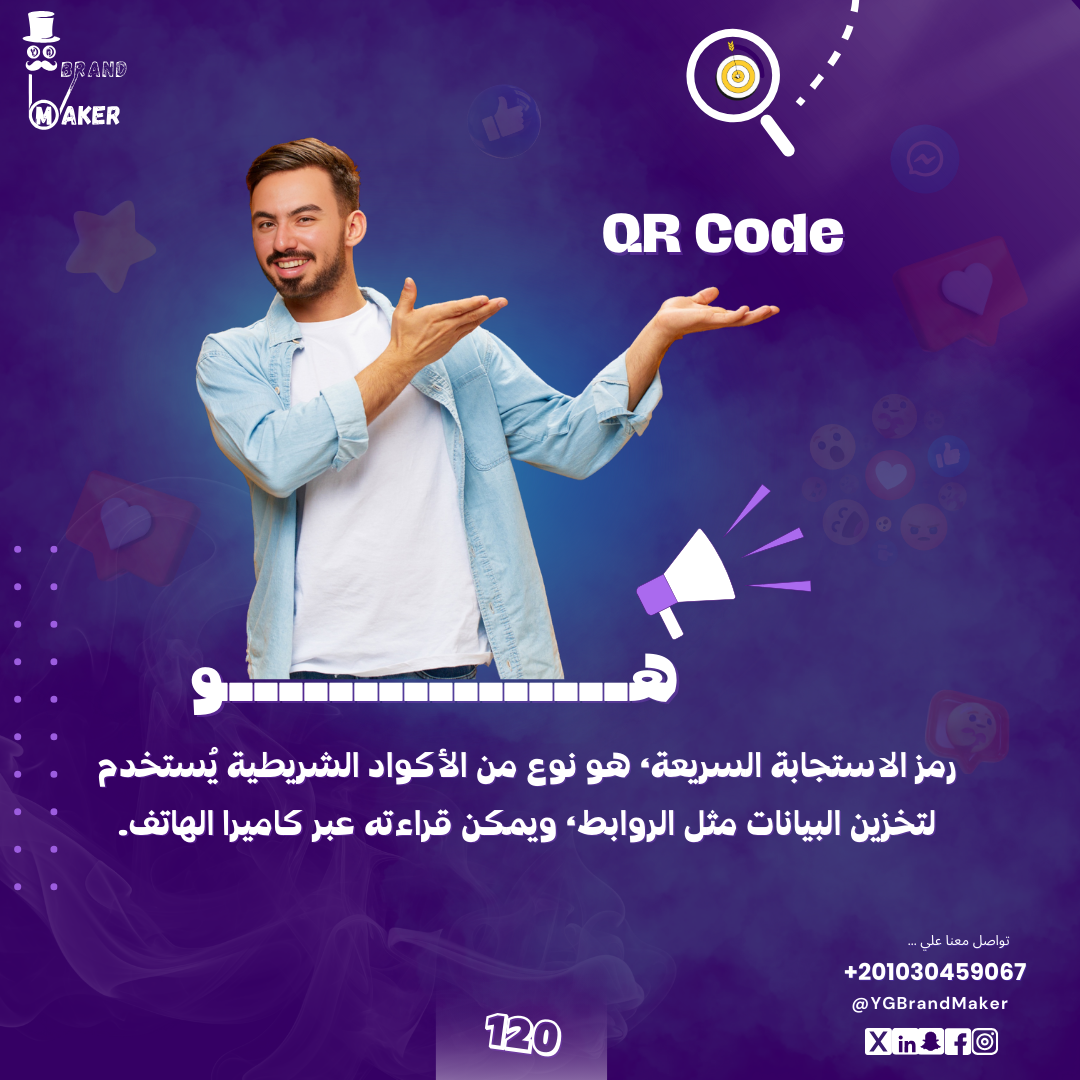 BRAND
MAKER
QR Code
هـــــــــــــــــو
رمز الاستجابة السريعة، هو نوع من الأكواد الشريطية يُستخدم
لتخزين البيانات مثل الروابط، ويمكن قراءته عبر كاميرا الهاتف.
تواصل معنا علي ...
+201030459067
@YGBrandMaker
120